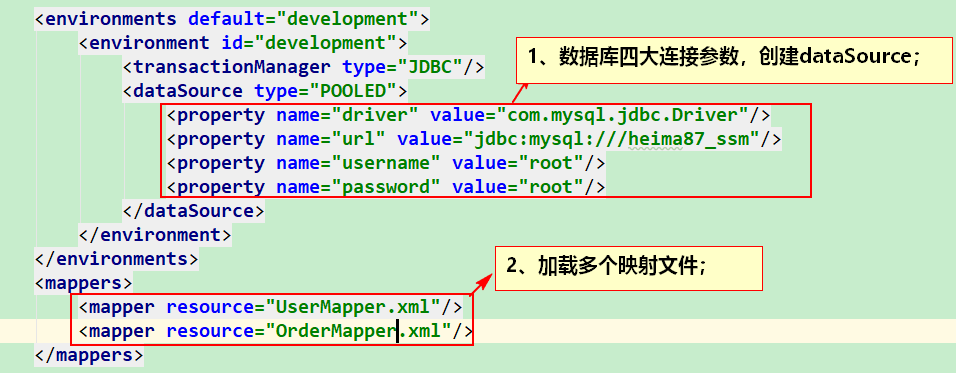 <environments default="development">
<environment id="development">
<transactionManager type="JDBC"/>
1、数据库四大连接参数，创建dataSource；
<dataSource type="POOLED">
<property name="driver" value="com.mysql.jdbc.Driver"/>
<property name="url" value="jdbc:mysql:///heima87_ssm"/>
<property name="username" value="root"/>
<property name="password" value="root"/>
</dataSource>
</environment>
</environments>
2、加载多个映射文件；
<mappers>
<mapper resource="UserMapper.xml"/>
<mapper resource="OrderMapper.xml"/>
</mappers>